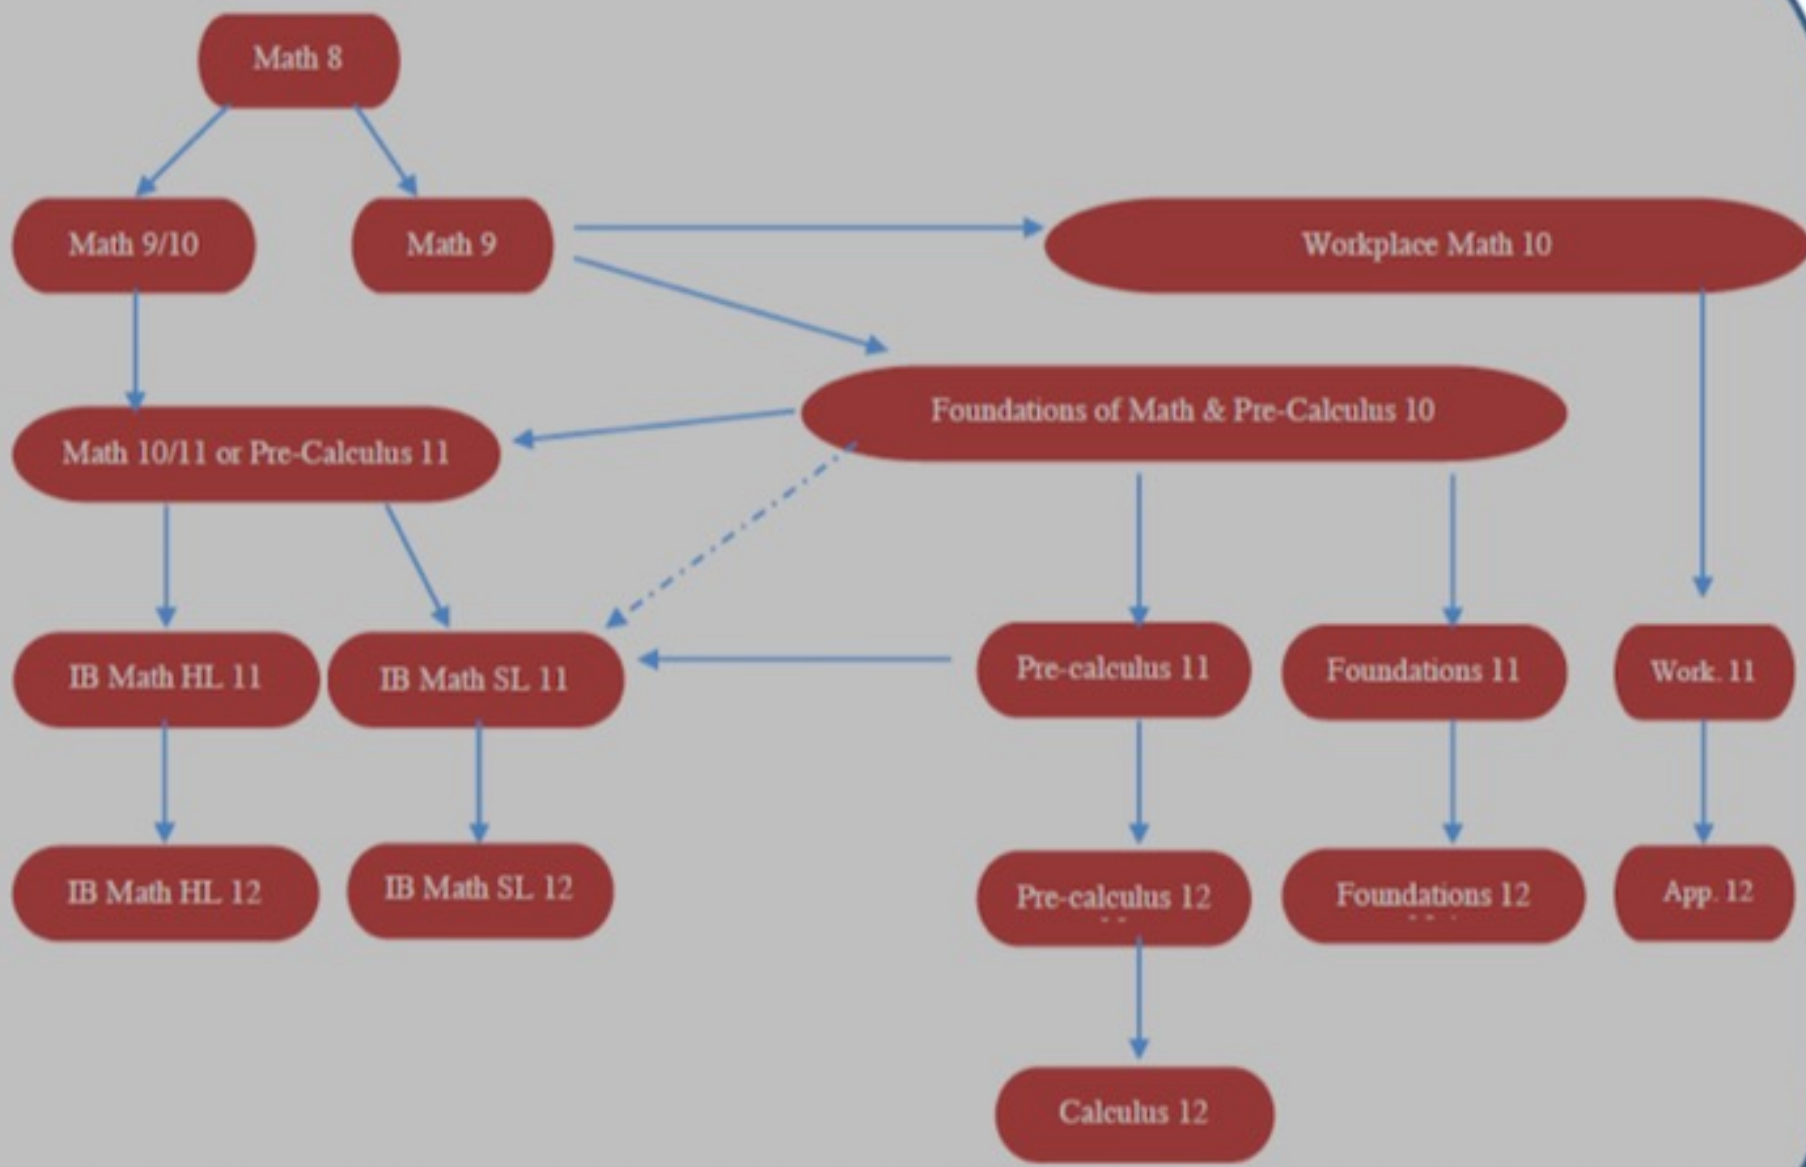 Math 8
Math 9/10
Math 9
Workplace Math 10
Foundations of Math & Pre-Calculus 10
Math 10/11 or Pre-Calculus 11
IB Math HL 11
IB Math SL 11
Pre-calculus 11
Foundations 11
Work. 11
IB Math HL 12
IB Math SL 12
Pre-calculus 12
Foundations 12
App. 12
Calculus 12